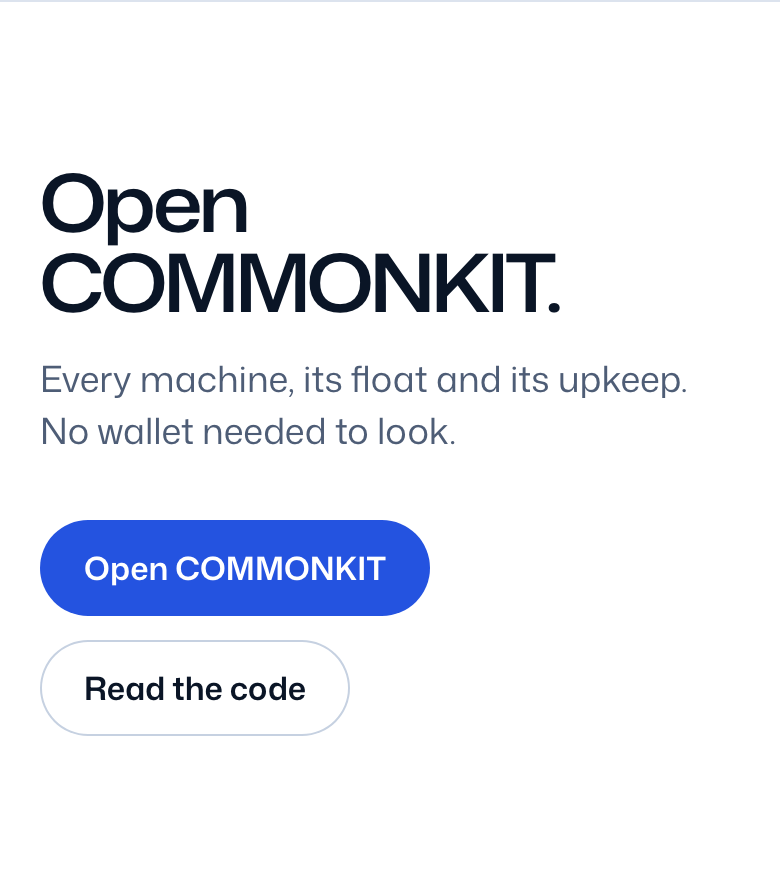 Open
COMMONKIT.
Every machine, its float and its upkeep.
No wallet needed to look.
Open COMMONKIT
Read the code